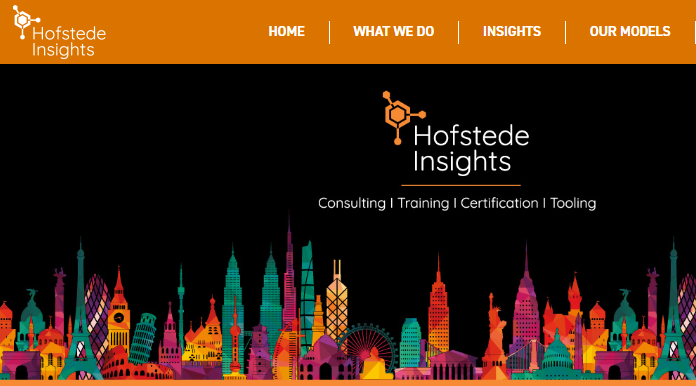 Hofstede
Insights
HOME
WHAT WE DO
INSIGHTS
OUR MODELS
Hofstede
Insights
Consulting | Training | Certification | Tooling